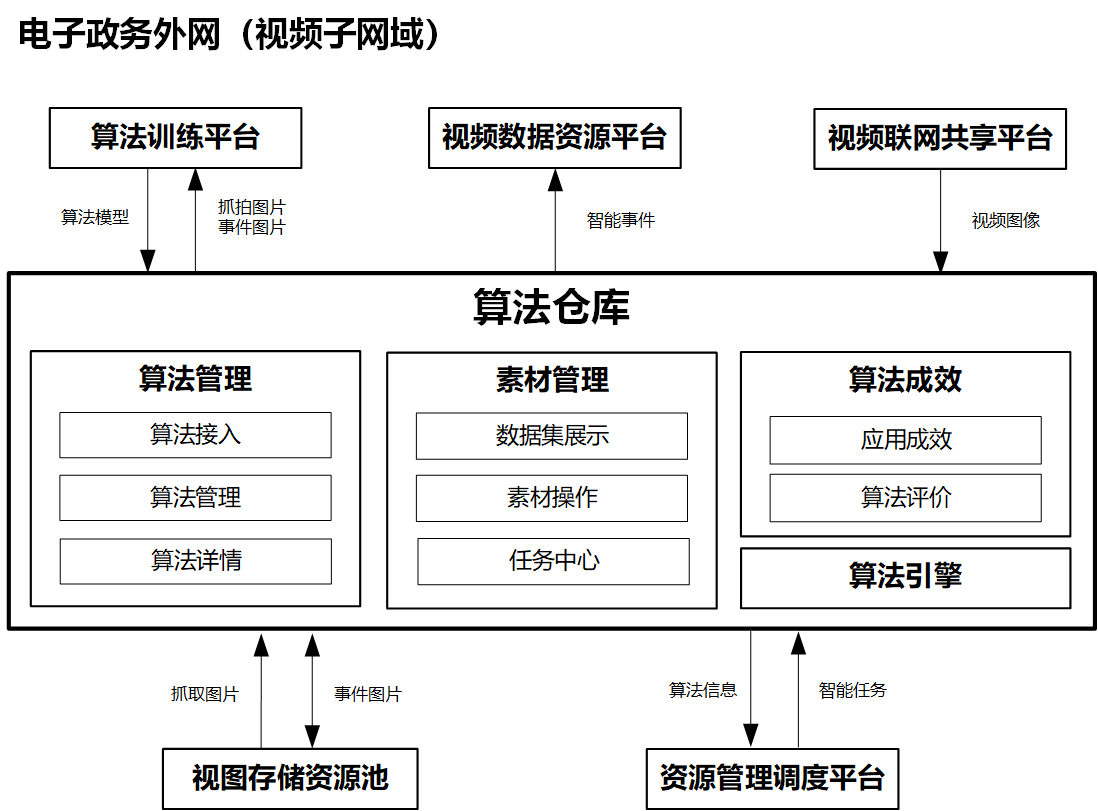 电子政务外网（视频子网域）
算法训练平台
视频数据资源平台
视频联网共享平台
算法模型
抓拍图片
事件图片
智能事件
视频图像
算法仓库
算法管理
算法接入
算法管理
算法详情
素材管理
数据集展示
素材操作
任务中心
算法成效
应用成效
算法评价
算法引擎
抓取图片
事件图片
算法信息
智能任务
视图存储资源池
资源管理调度平台